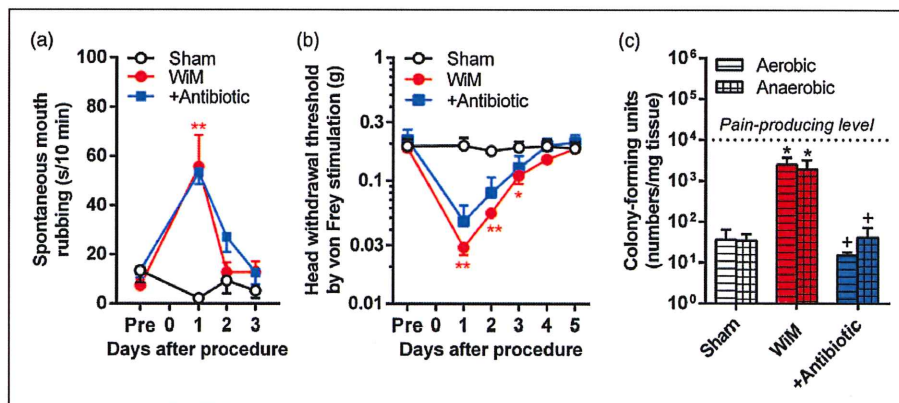 (a)
Spontaneous mouth
rubbing (s/10 min)
100
80
60
40
20
0
Sham
WiM
+Antibiotic
**
Pre 0 1 2 3
Days after procedure
(b)
Head withdrawal threshold
by von Frey stimulation (g)
1
0.3
0.1
0.03
0.01
Sham
WiM
+Antibiotic
**
**
*
Pre 0 1 2 3 4 5
Days after procedure
(c)
Colony-forming units
(numbers/mg tissue)
10⁶
10⁵
10⁴
10³
10²
10¹
10⁰
Aerobic
Anaerobic
Pain-producing level
* *
+ +
Sham
WiM
+Antibiotic